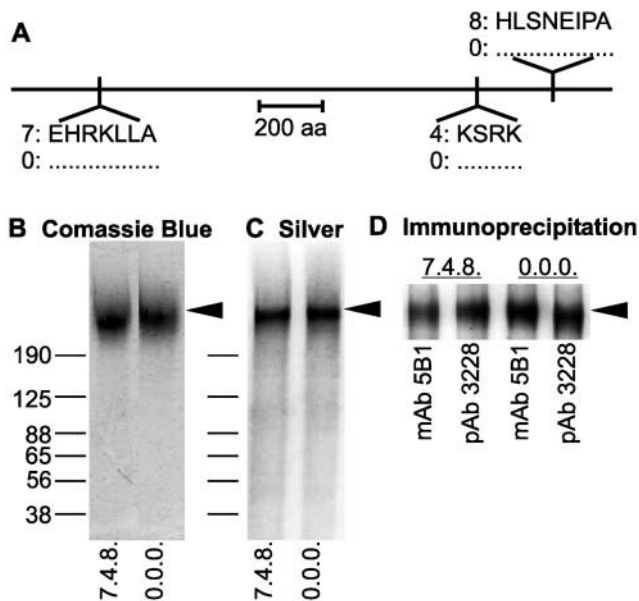 A
8: HLSNEIPA
0: .................
7: EHRKLLA
0: ................
200 aa
4: KSRK
0: ..........
B Comassie Blue
190
125
88
65
56
38
7.4.8.
0.0.0.
C Silver
7.4.8.
0.0.0.
D Immunoprecipitation
7.4.8. 0.0.0.
mAb 5B1
pAb 3228
mAb 5B1
pAb 3228